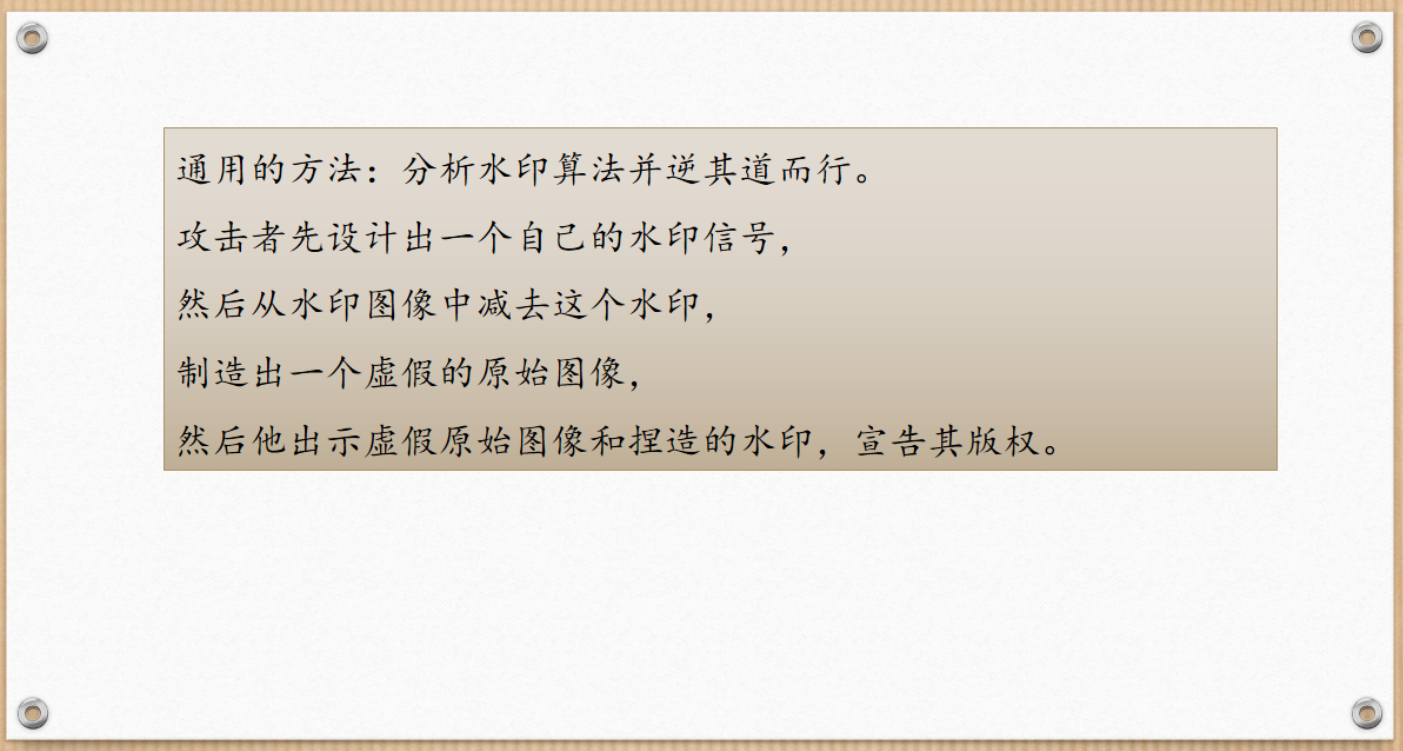 通用的方法：分析水印算法并逆其道而行。
攻击者先设计出一个自己的水印信号，
然后从水印图像中减去这个水印，
制造出一个虚假的原始图像，
然后他出示虚假原始图像和捏造的水印，宣告其版权。